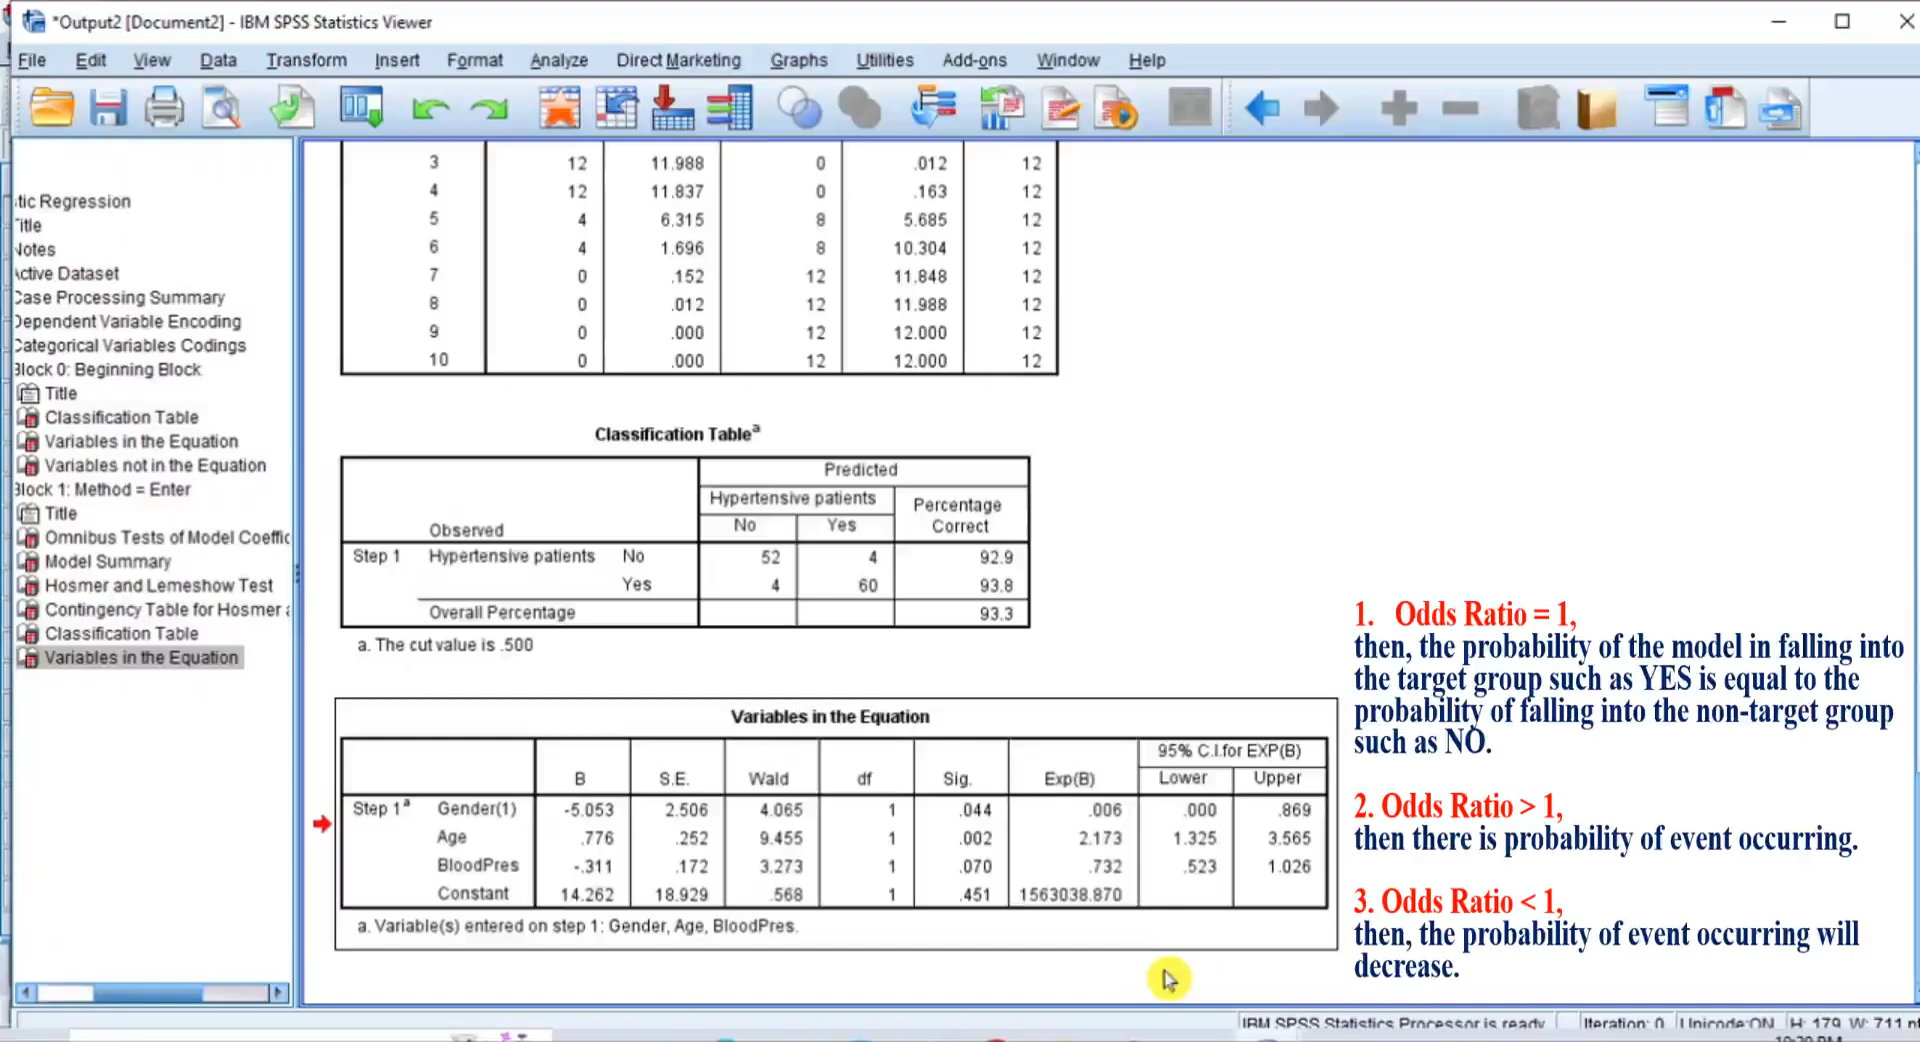 *Output2 [Document2] - IBM SPSS Statistics Viewer
File Edit View Data Transform Insert Format Analyze Direct Marketing Graphs Utilities Add-ons Window Help
tic Regression
Title
Notes
Active Dataset
Case Processing Summary
Dependent Variable Encoding
Categorical Variables Codings
Block 0: Beginning Block
Title
Classification Table
Variables in the Equation
Variables not in the Equation
Block 1: Method = Enter
Title
Omnibus Tests of Model Coeffic
Model Summary
Hosmer and Lemeshow Test
Contingency Table for Hosmer
Classification Table
Variables in the Equation
3 12 11.988 0 .012 12
4 12 11.837 0 .163 12
5 4 6.315 8 5.685 12
6 4 1.696 8 10.304 12
7 0 .152 12 11.848 12
8 0 .012 12 11.988 12
9 0 .000 12 12.000 12
10 0 .000 12 12.000 12
Classification Tableᵃ
Predicted
Hypertensive patients Percentage
Observed No Yes Correct
Step 1 Hypertensive patients No 52 4 92.9
Yes 4 60 93.8
Overall Percentage 93.3
a. The cut value is .500
Variables in the Equation
95% C.I.for EXP(B)
B S.E. Wald df Sig. Exp(B) Lower Upper
Step 1ᵃ Gender(1) -5.053 2.506 4.065 1 .044 .006 .000 .869
Age .776 .252 9.455 1 .002 2.173 1.325 3.565
BloodPres -.311 .172 3.273 1 .070 .732 .523 1.026
Constant 14.262 18.929 .568 1 .451 1563038.870
a. Variable(s) entered on step 1: Gender, Age, BloodPres.
1. Odds Ratio = 1,
then, the probability of the model in falling into
the target group such as YES is equal to the
probability of falling into the non-target group
such as NO.
2. Odds Ratio > 1,
then there is probability of event occurring.
3. Odds Ratio < 1,
then, the probability of event occurring will
decrease.
IBM SPSS Statistics Processor is ready Iteration: 0 Unicode:ON H: 179, W: 711